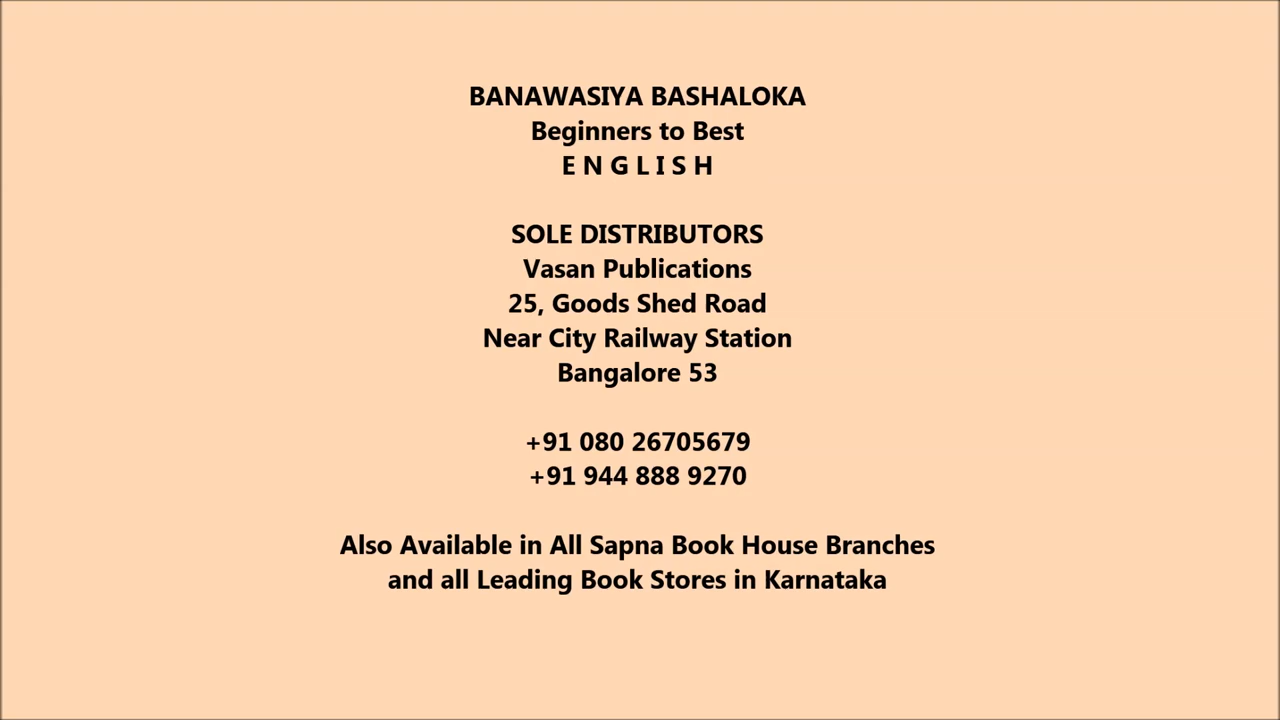 BANAWASIYA BASHALOKA
Beginners to Best
E N G L I S H
SOLE DISTRIBUTORS
Vasan Publications
25, Goods Shed Road
Near City Railway Station
Bangalore 53
+91 080 26705679
+91 944 888 9270
Also Available in All Sapna Book House Branches
and all Leading Book Stores in Karnataka